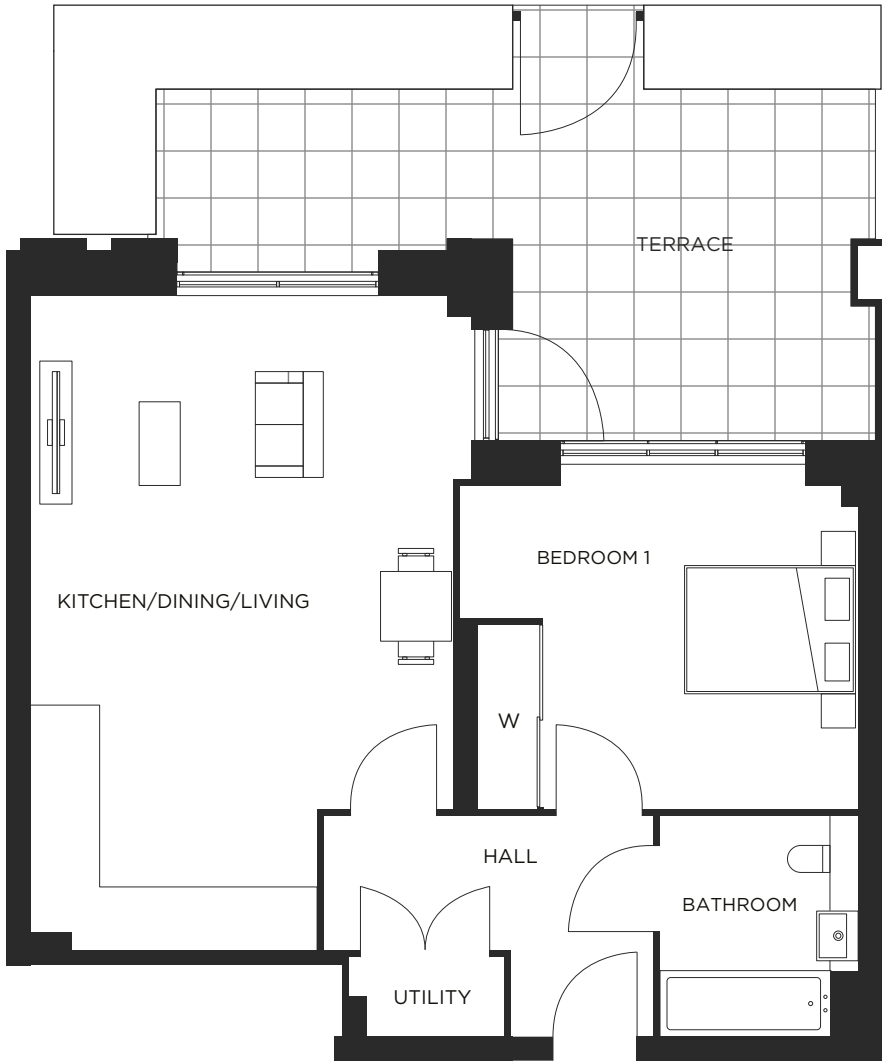 TERRACE
BEDROOM 1
KITCHEN/DINING/LIVING
W
HALL
BATHROOM
UTILITY